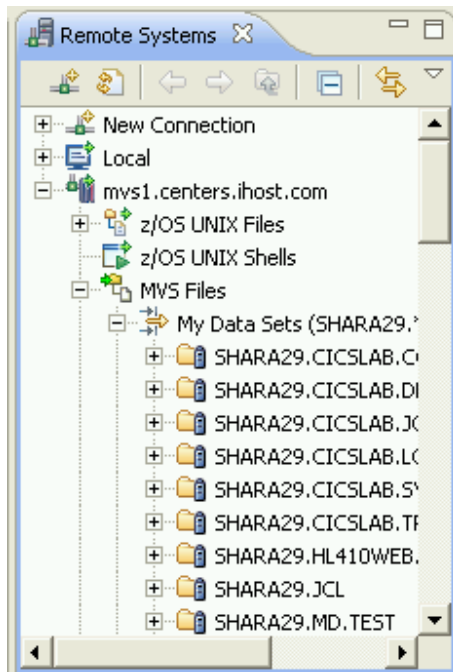 Remote Systems
New Connection
Local
mvs1.centers.ihost.com
z/OS UNIX Files
z/OS UNIX Shells
MVS Files
My Data Sets (SHARA29.*
SHARA29.CICSLAB.C
SHARA29.CICSLAB.D
SHARA29.CICSLAB.J
SHARA29.CICSLAB.L
SHARA29.CICSLAB.S
SHARA29.CICSLAB.T
SHARA29.HL410WEB.
SHARA29.JCL
SHARA29.MD.TEST